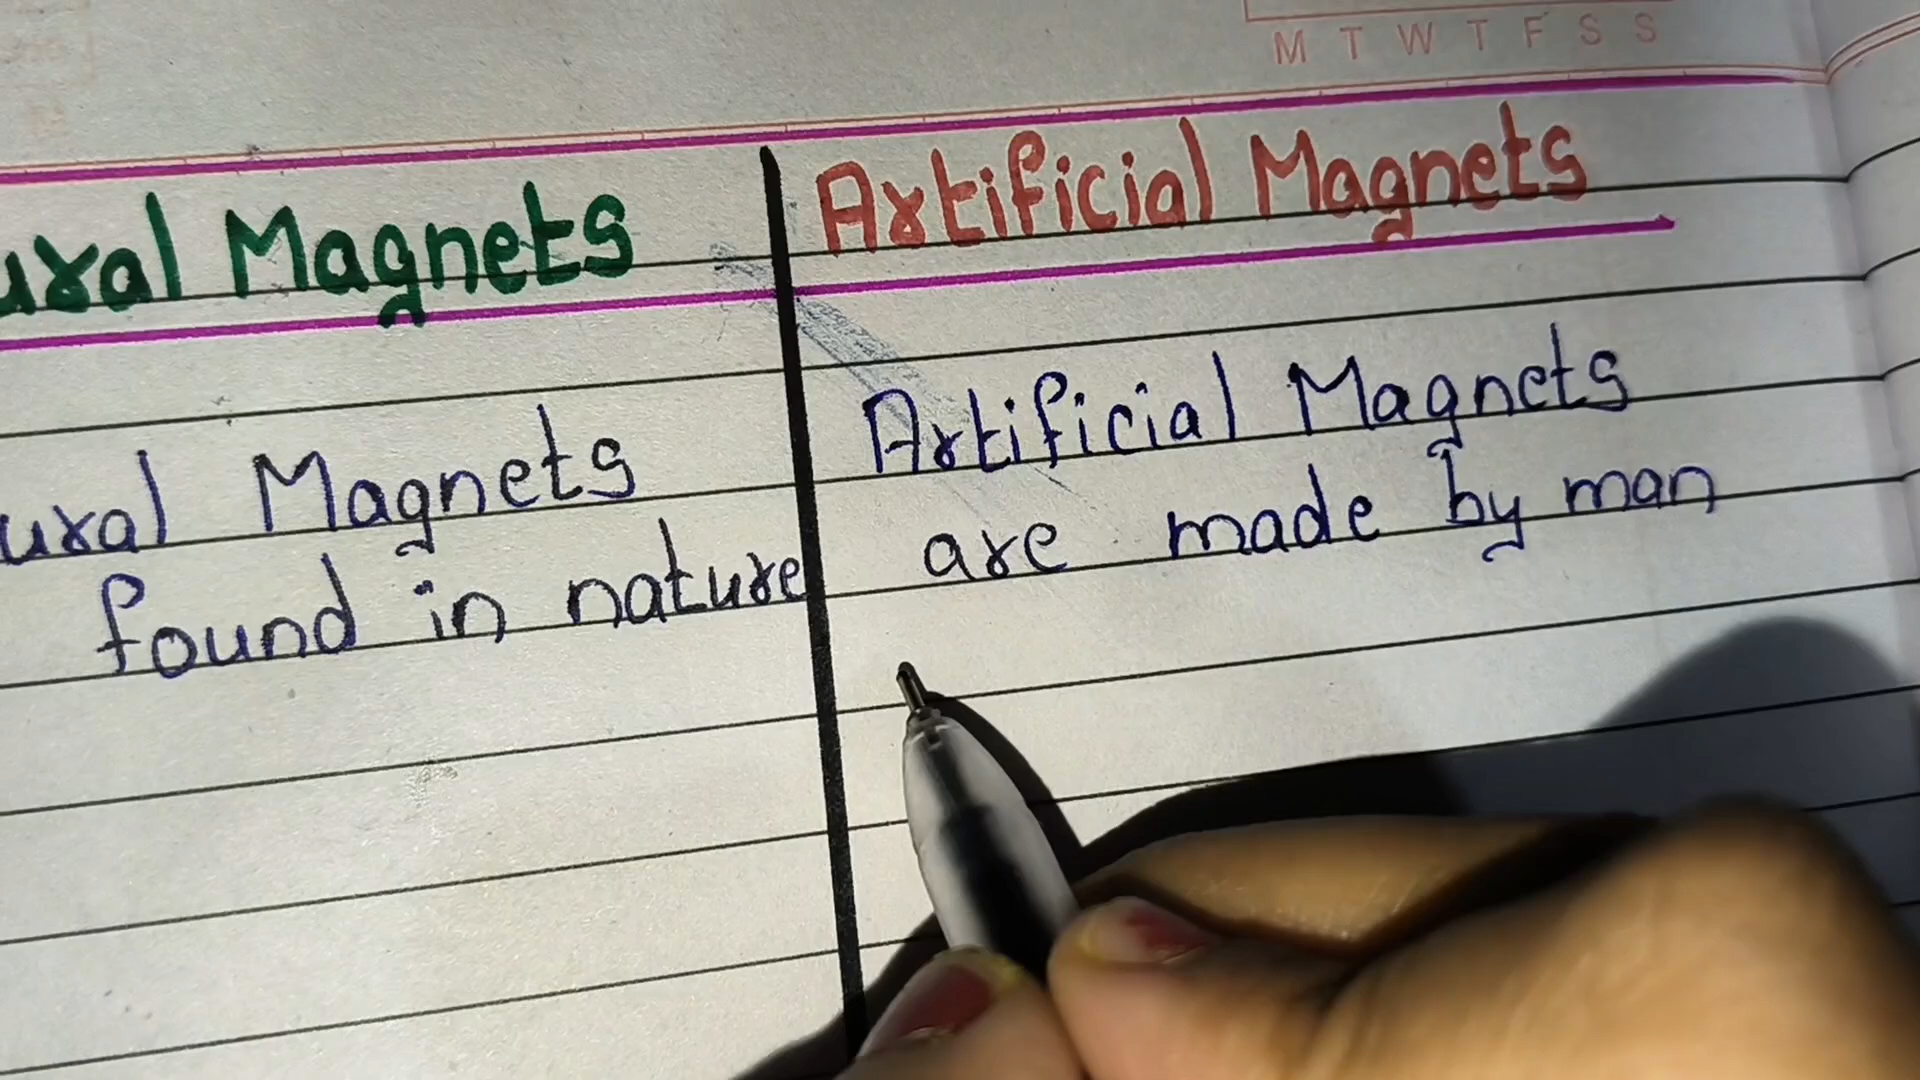 M T W T F S S
ural Magnets
Artificial Magnets
ural Magnets
found in nature
Artificial Magnets
are made by man